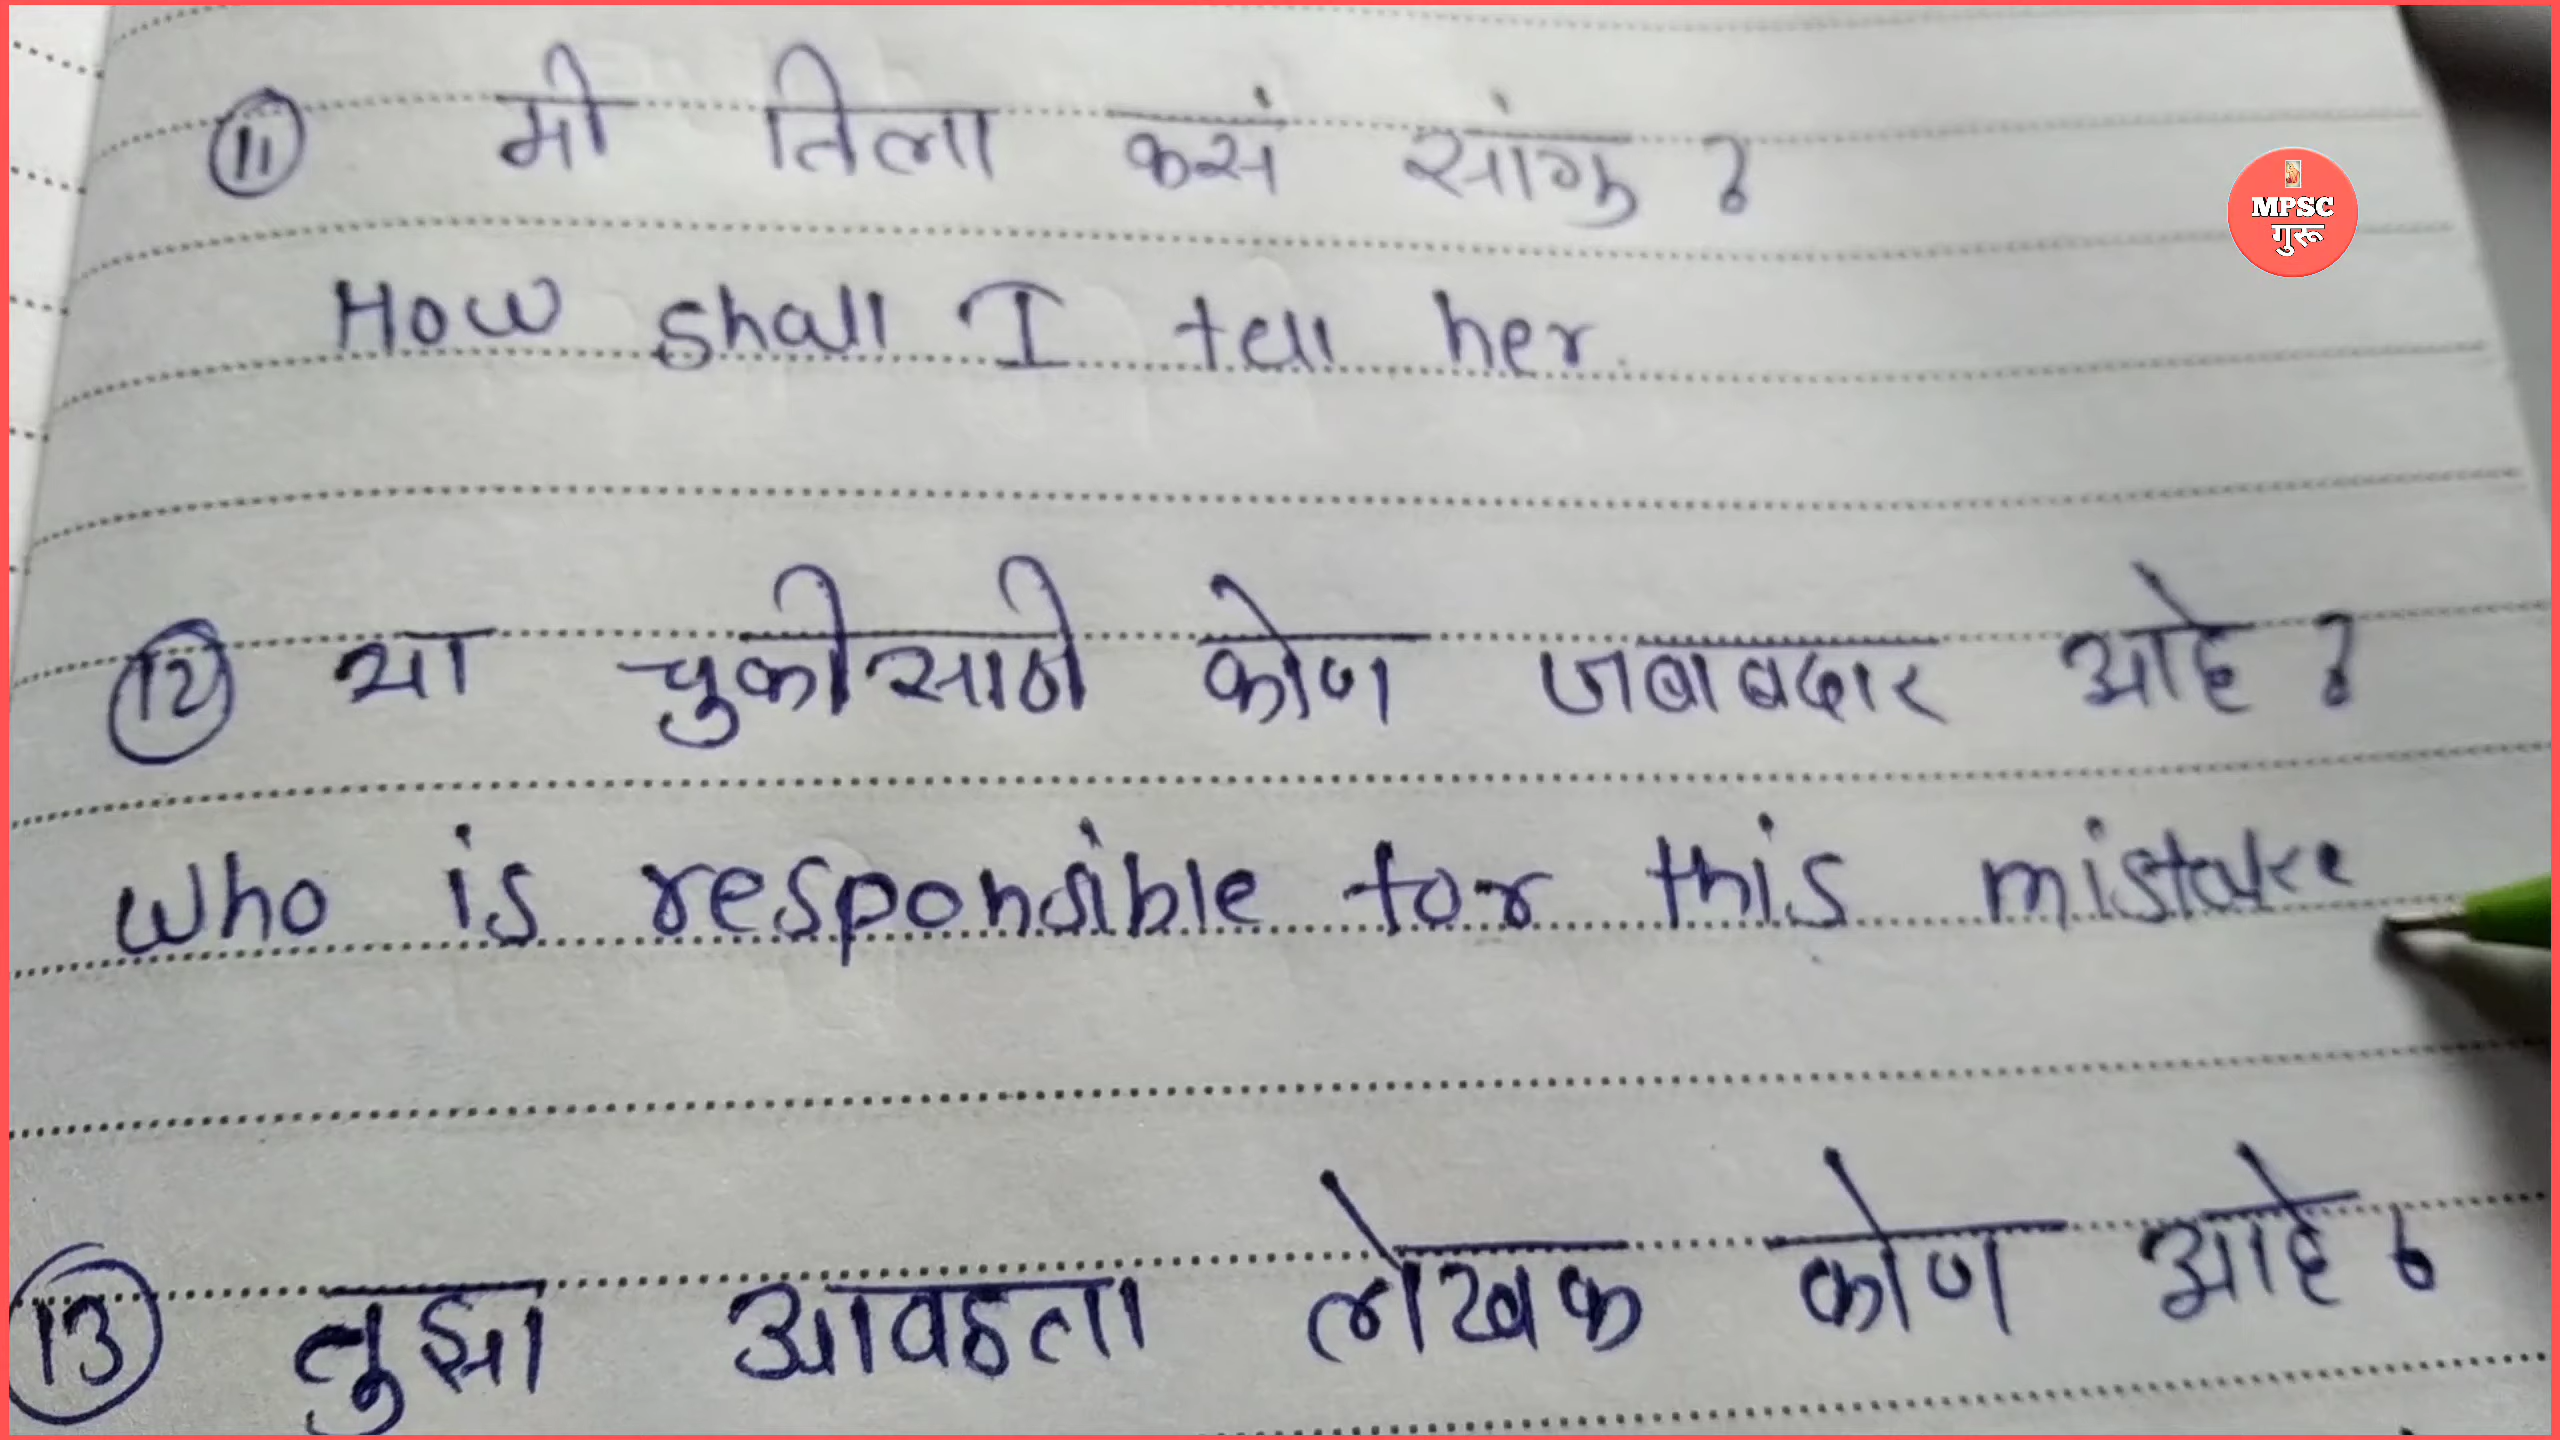 11 मी तिला कसं सांगु ?
MPSC
गुरू
How shall I tell her.
12 या चुकीसाठी कोण जबाबदार आहे ?
who is responsible for this mistake
13 तुझा आवडता लेखक कोण आहे ?